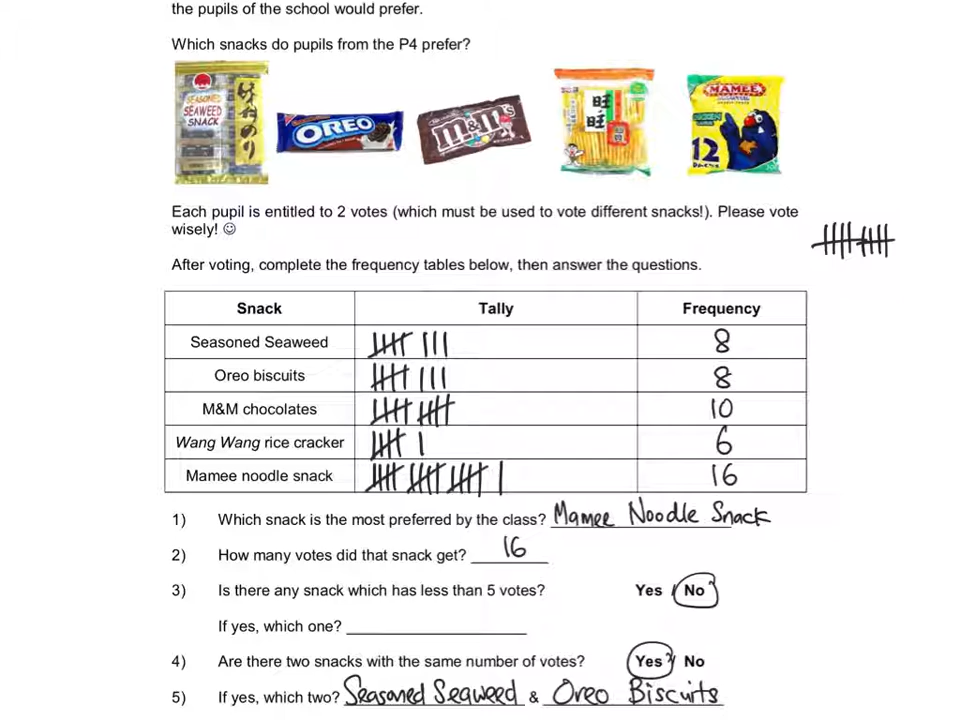 the pupils of the school would prefer.
Which snacks do pupils from the P4 prefer?
SEASONED
SEAWEED
SNACK
味付のり
OREO
m&m's
旺
旺
MAMEE
CHICKEN
12
PACKS
Each pupil is entitled to 2 votes (which must be used to vote different snacks!). Please vote
wisely! ☺
After voting, complete the frequency tables below, then answer the questions.
Snack Tally Frequency
Seasoned Seaweed 8
Oreo biscuits 8
M&M chocolates 10
Wang Wang rice cracker 6
Mamee noodle snack 16
1) Which snack is the most preferred by the class? Mamee Noodle Snack
2) How many votes did that snack get? 16
3) Is there any snack which has less than 5 votes? Yes / No
If yes, which one?
4) Are there two snacks with the same number of votes? Yes / No
5) If yes, which two? Seasoned Seaweed & Oreo Biscuits